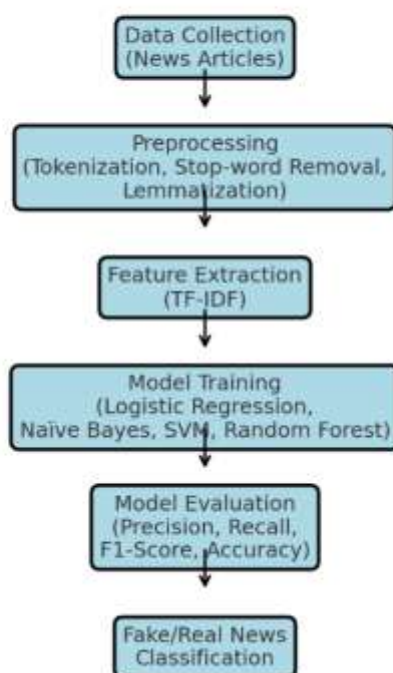 Data Collection
(News Articles)
Preprocessing
(Tokenization, Stop-word Removal,
Lemmatization)
Feature Extraction
(TF-IDF)
Model Training
(Logistic Regression,
Naïve Bayes, SVM, Random Forest)
Model Evaluation
(Precision, Recall,
F1-Score, Accuracy)
Fake/Real News
Classification